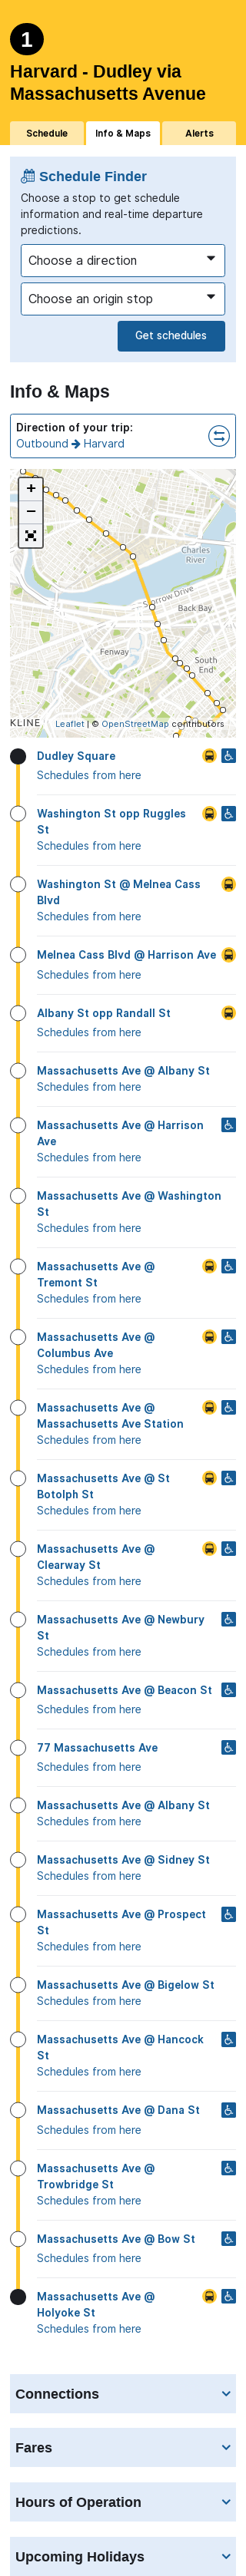 1
Harvard - Dudley via
Massachusetts Avenue
Schedule
Info & Maps
Alerts
Schedule Finder
Choose a stop to get schedule
information and real-time departure
predictions.
Choose a direction
Choose an origin stop
Get schedules
Info & Maps
Direction of your trip:
Outbound → Harvard
+
−
Charles
River
Storrow Drive
Back Bay
Fenway
South
End
KLINE
Leaflet | © OpenStreetMap contributors
Dudley Square
Schedules from here
Washington St opp Ruggles
St
Schedules from here
Washington St @ Melnea Cass
Blvd
Schedules from here
Melnea Cass Blvd @ Harrison Ave
Schedules from here
Albany St opp Randall St
Schedules from here
Massachusetts Ave @ Albany St
Schedules from here
Massachusetts Ave @ Harrison
Ave
Schedules from here
Massachusetts Ave @ Washington
St
Schedules from here
Massachusetts Ave @
Tremont St
Schedules from here
Massachusetts Ave @
Columbus Ave
Schedules from here
Massachusetts Ave @
Massachusetts Ave Station
Schedules from here
Massachusetts Ave @ St
Botolph St
Schedules from here
Massachusetts Ave @
Clearway St
Schedules from here
Massachusetts Ave @ Newbury
St
Schedules from here
Massachusetts Ave @ Beacon St
Schedules from here
77 Massachusetts Ave
Schedules from here
Massachusetts Ave @ Albany St
Schedules from here
Massachusetts Ave @ Sidney St
Schedules from here
Massachusetts Ave @ Prospect
St
Schedules from here
Massachusetts Ave @ Bigelow St
Schedules from here
Massachusetts Ave @ Hancock
St
Schedules from here
Massachusetts Ave @ Dana St
Schedules from here
Massachusetts Ave @
Trowbridge St
Schedules from here
Massachusetts Ave @ Bow St
Schedules from here
Massachusetts Ave @
Holyoke St
Schedules from here
Connections
Fares
Hours of Operation
Upcoming Holidays